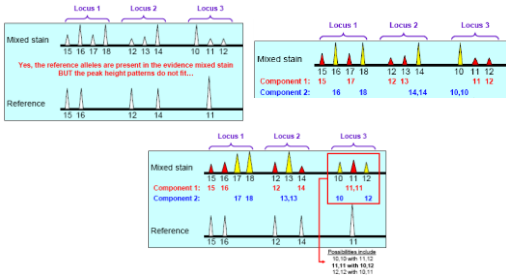 Locus 1 Locus 2 Locus 3
Mixed stain
15 16 17 18 12 13 14 10 11 12
Yes, the reference alleles are present in the evidence mixed stain
BUT the peak height patterns do not fit...
Reference
15 16 12 14 11
Locus 1 Locus 2 Locus 3
Mixed stain
15 16 17 18 12 13 14 10 11 12
Component 1: 15 17 12 13 11 12
Component 2: 16 18 14,14 10,10
Locus 1 Locus 2 Locus 3
Mixed stain
15 16 17 18 12 13 14 10 11 12
Component 1: 15 16 12 14 11,11
Component 2: 17 18 13,13 10 12
Reference
15 16 12 14 11
Possibilities include
10,10 with 11,12
11,11 with 10,12
12,12 with 10,11